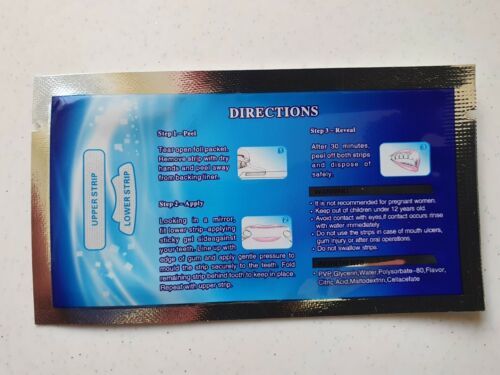 DIRECTIONS
UPPER STRIP
LOWER STRIP
Step 1--Peel
Tear open foil packet.
Remove strip with dry
hands and peel away
from backing liner.
Step 2--Apply
Looking in a mirror,
fit lower strip-applying
sticky gel sideagainst
your teeth. Line up with
edge of gum and apply gentle pressure to
mould the strip securely to the teeth. Fold
remaining strip behind tooth to keep in place.
Repeat with upper strip.
Step 3--Reveal
After 30 minutes,
peel off both strips
and dispose of
safely.
• It is not recommended for pregnant women.
• Keep out of children under 12 years old.
• Avoid contact with eyes,if contact occurs rinse
with water immediately
• Do not use the strips in case of mouth ulcers,
gum injury or after oral operations.
• Do not swallow strips.
• PVP,Glycerin,Water,Polysorbate-80,Flavor,
Citric Acid,Maltodextrin,Cellacefate